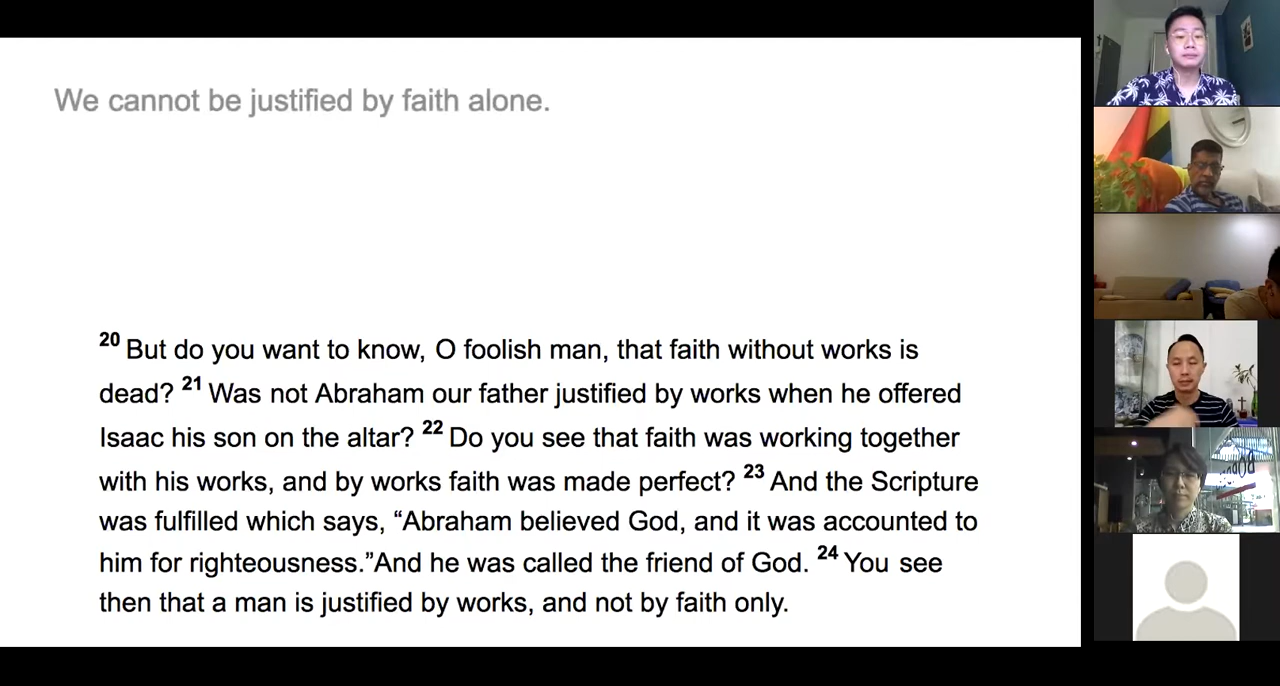 We cannot be justified by faith alone.
20 But do you want to know, O foolish man, that faith without works is
dead? 21 Was not Abraham our father justified by works when he offered
Isaac his son on the altar? 22 Do you see that faith was working together
with his works, and by works faith was made perfect? 23 And the Scripture
was fulfilled which says, “Abraham believed God, and it was accounted to
him for righteousness.”And he was called the friend of God. 24 You see
then that a man is justified by works, and not by faith only.